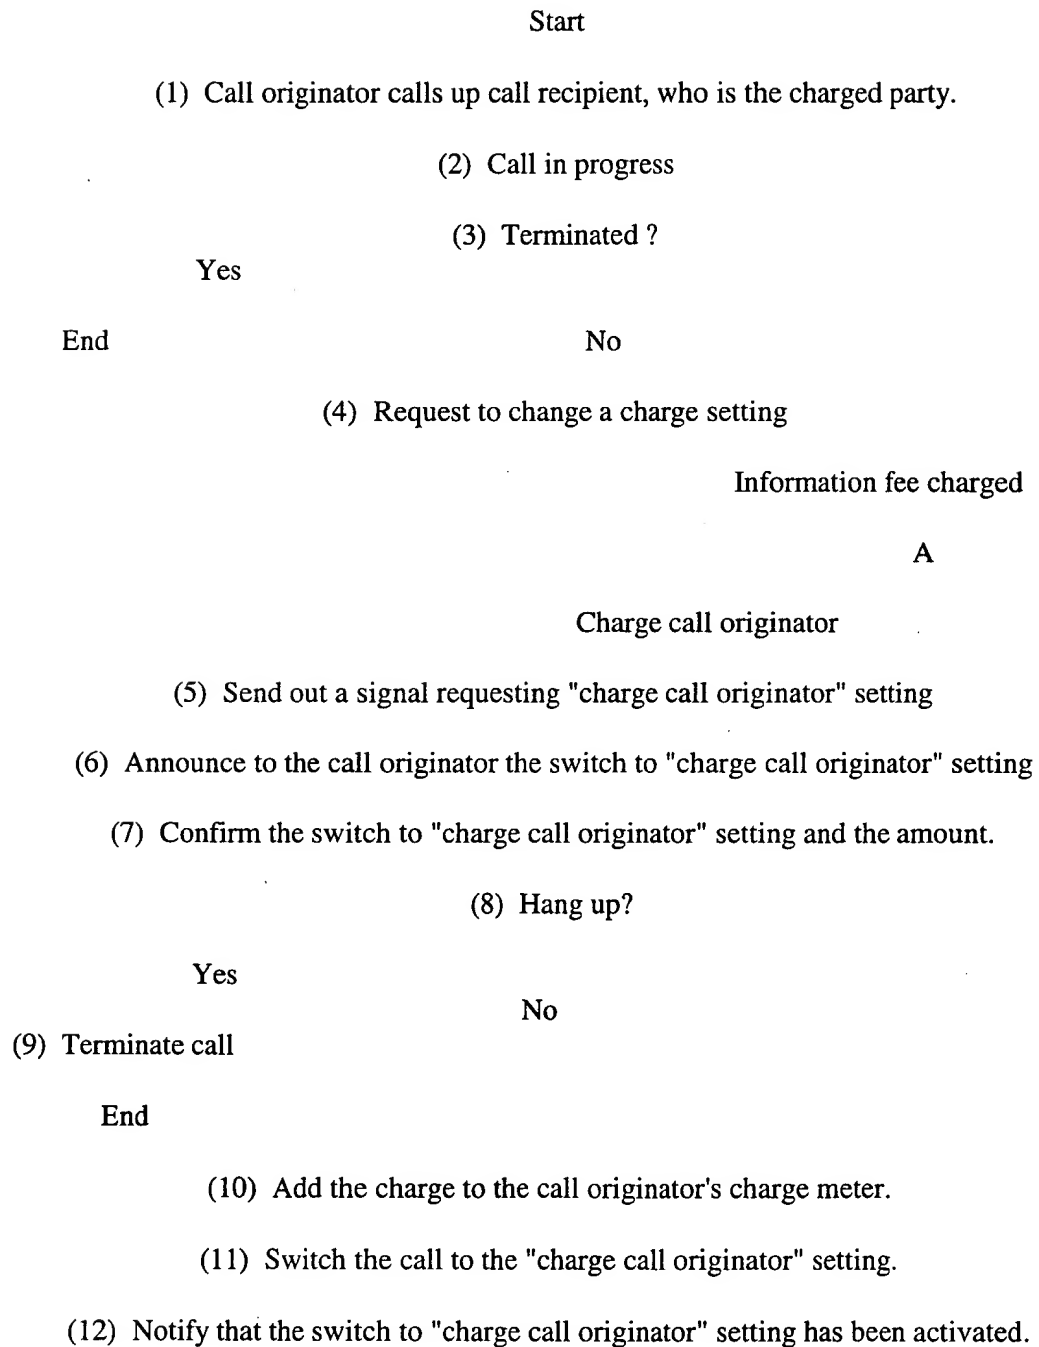 Start
(1) Call originator calls up call recipient, who is the charged party.
(2) Call in progress
(3) Terminated ?
Yes
End
No
(4) Request to change a charge setting
Information fee charged
A
Charge call originator
(5) Send out a signal requesting "charge call originator" setting
(6) Announce to the call originator the switch to "charge call originator" setting
(7) Confirm the switch to "charge call originator" setting and the amount.
(8) Hang up?
Yes
No
(9) Terminate call
End
(10) Add the charge to the call originator's charge meter.
(11) Switch the call to the "charge call originator" setting.
(12) Notify that the switch to "charge call originator" setting has been activated.